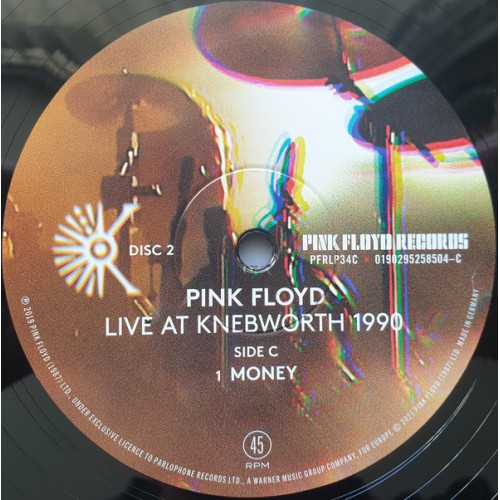 DISC 2
PINK FLOYD RECORDS
PFRLP34C • 0190295258504-C
PINK FLOYD
LIVE AT KNEBWORTH 1990
SIDE C
1 MONEY
45
RPM
℗ 2019 PINK FLOYD (1987) LTD. UNDER EXCLUSIVE LICENCE TO PARLOPHONE RECORDS LTD., A WARNER MUSIC GROUP COMPANY, FOR EUROPE © 2021 PINK FLOYD (1987) LTD. MADE IN GERMANY